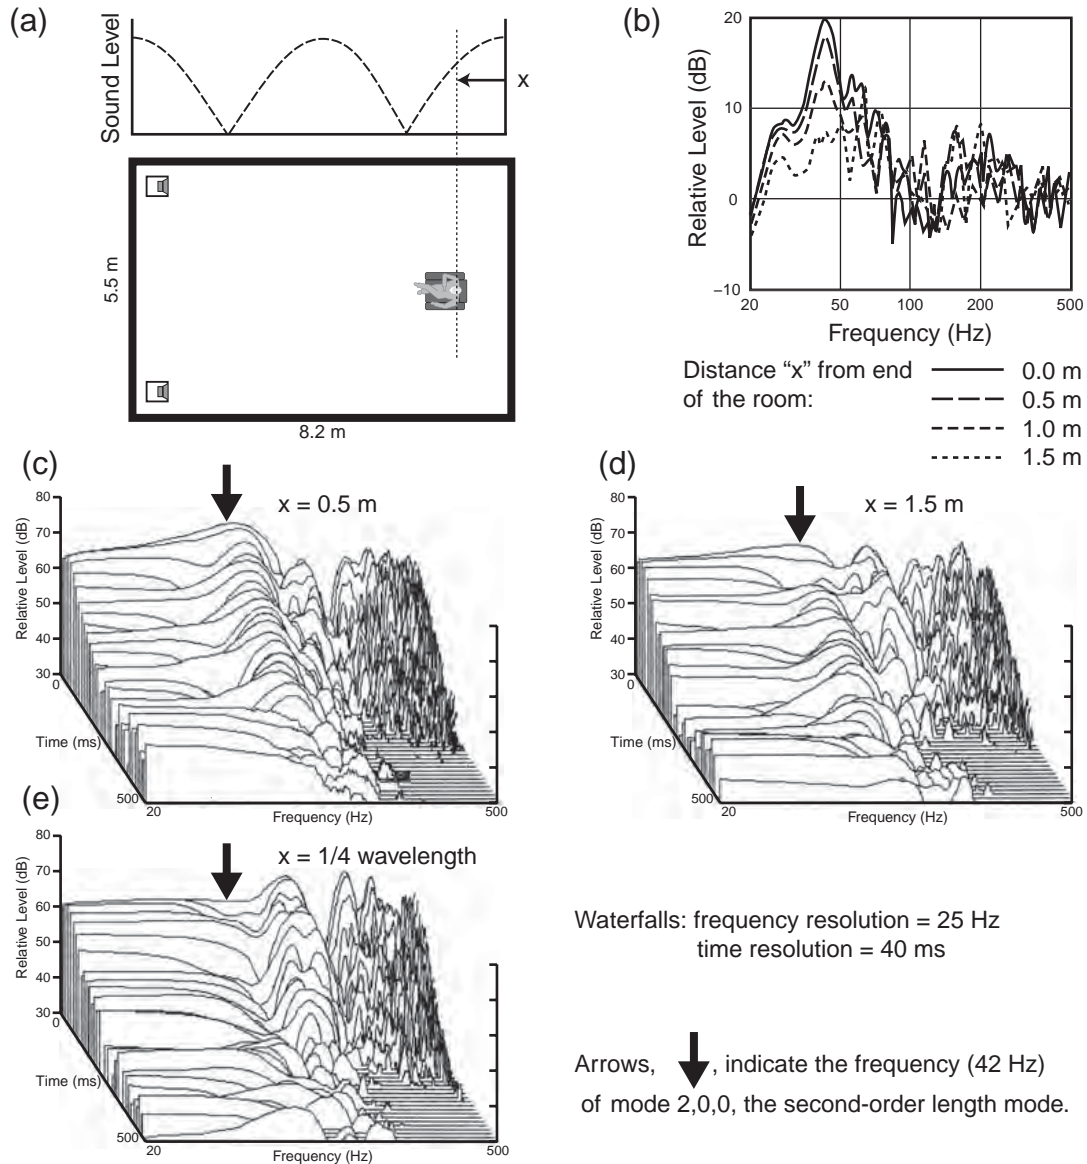 (a)
Sound Level
x
5.5 m
8.2 m
(b)
Relative Level (dB)
20
10
0
–10
20
50
100
200
500
Frequency (Hz)
Distance “x” from end
of the room:
0.0 m
0.5 m
1.0 m
1.5 m
(c)
x = 0.5 m
Relative Level (dB)
80
70
60
50
40
30
0
Time (ms)
500
20
Frequency (Hz)
500
(d)
x = 1.5 m
Relative Level (dB)
80
70
60
50
40
30
0
Time (ms)
500
20
Frequency (Hz)
500
(e)
x = 1/4 wavelength
Relative Level (dB)
80
70
60
50
40
30
0
Time (ms)
500
20
Frequency (Hz)
500
Waterfalls: frequency resolution = 25 Hz
time resolution = 40 ms
Arrows, , indicate the frequency (42 Hz)
of mode 2,0,0, the second-order length mode.